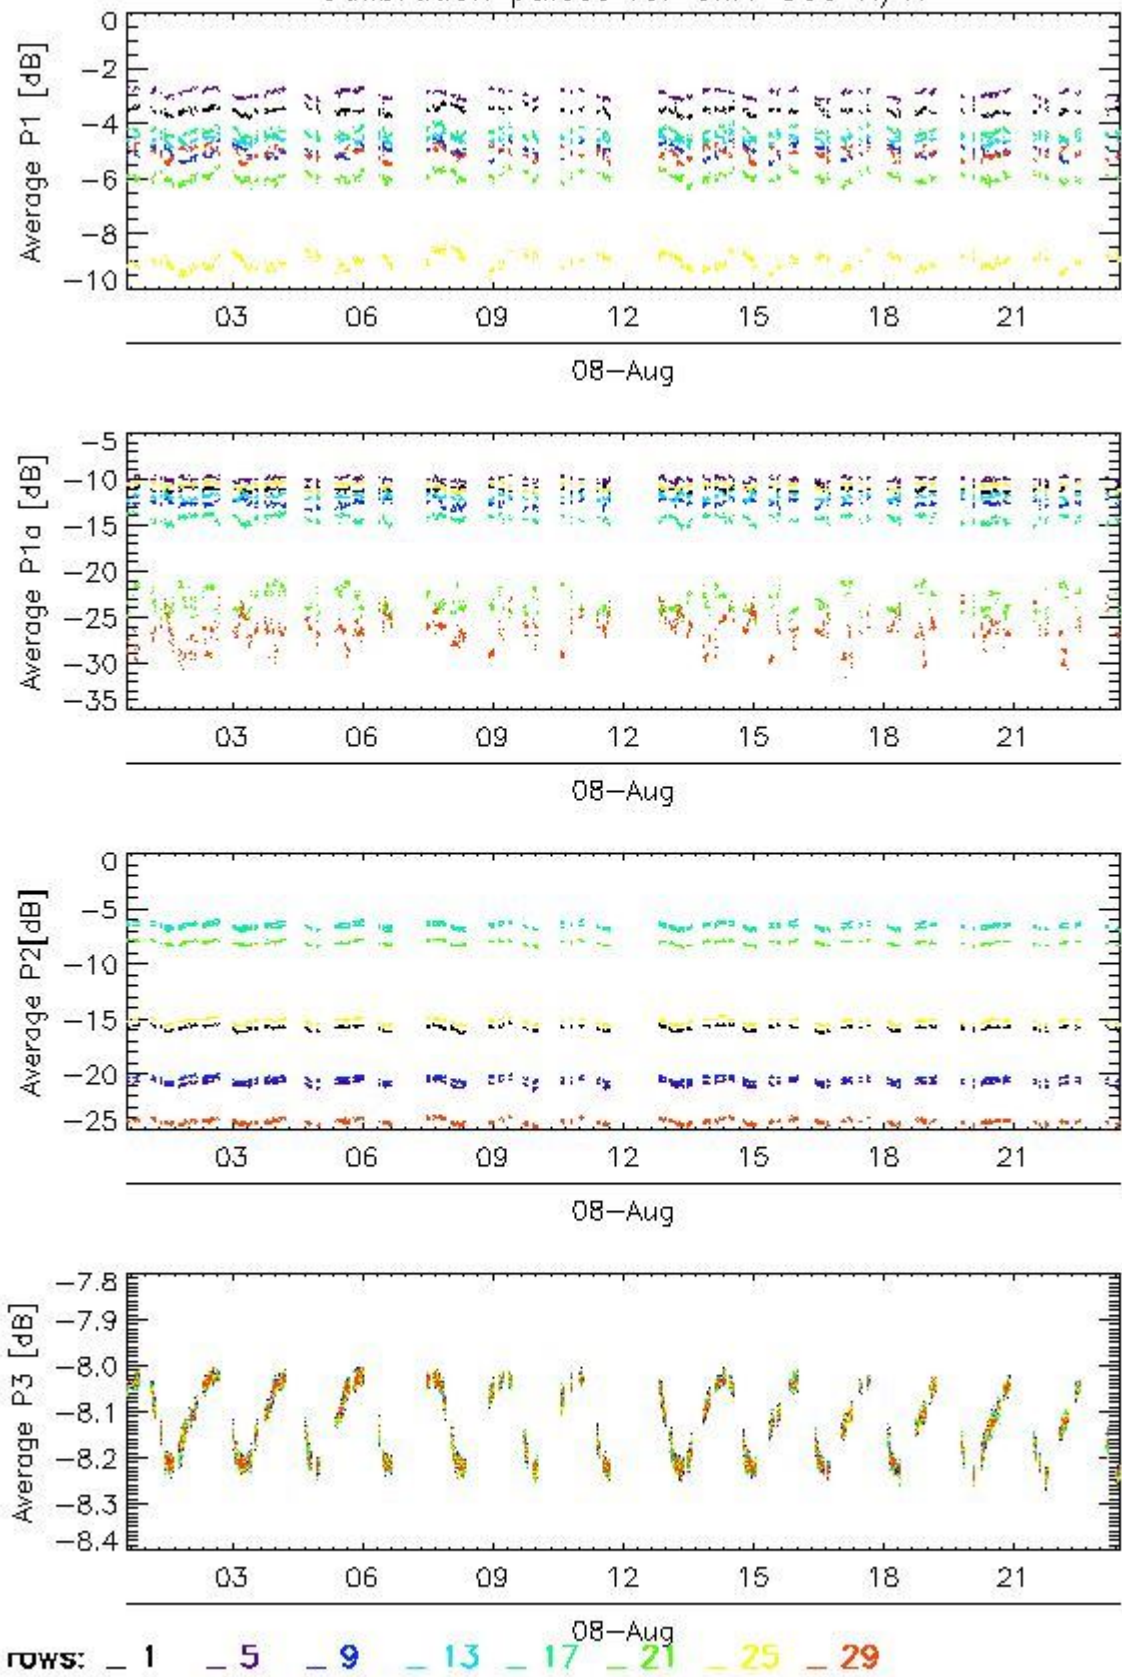 0
−2
−4
−6
−8
−10
Average P1 [dB]
03 06 09 12 15 18 21
08−Aug
−5
−10
−15
−20
−25
−30
−35
Average P1a [dB]
03 06 09 12 15 18 21
08−Aug
0
−5
−10
−15
−20
−25
Average P2[dB]
03 06 09 12 15 18 21
08−Aug
−7.8
−7.9
−8.0
−8.1
−8.2
−8.3
−8.4
Average P3 [dB]
03 06 09 12 15 18 21
08−Aug
rows: _ 1 _ 5 _ 9 _ 13 _ 17 _ 21 _ 25 _ 29